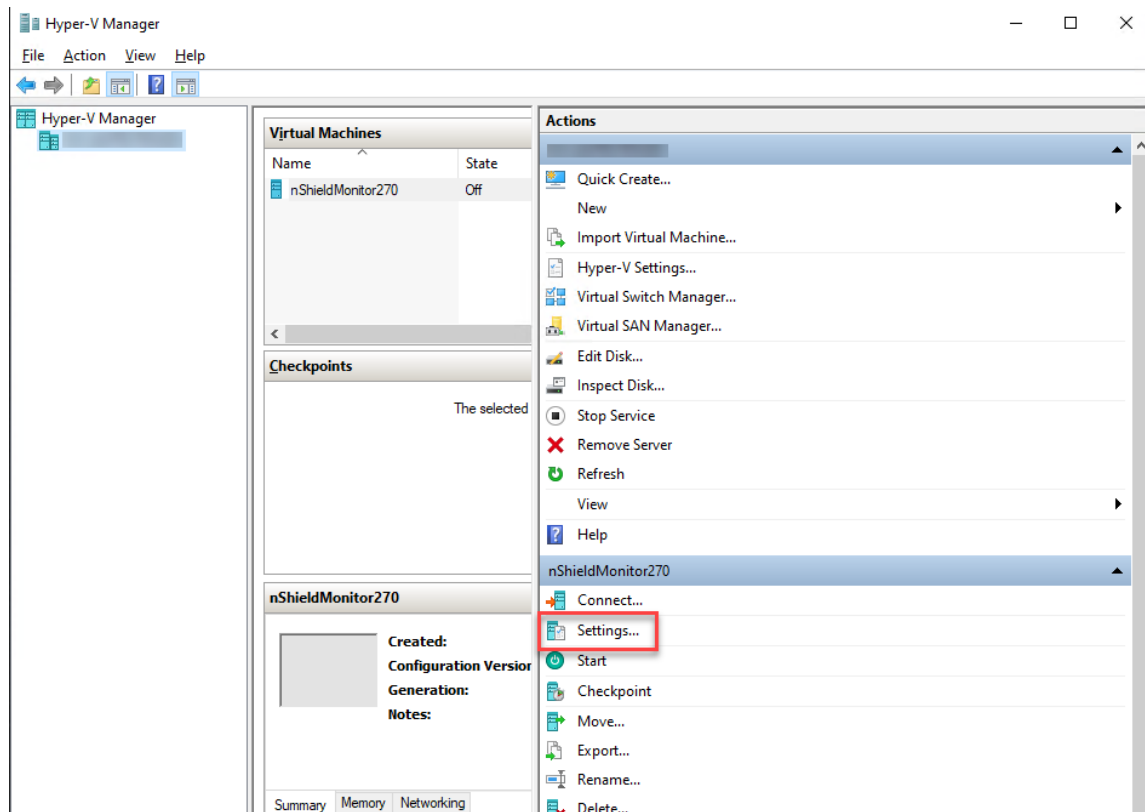 Hyper-V Manager
File Action View Help
Hyper-V Manager
Virtual Machines
Name State
nShieldMonitor270 Off
Checkpoints
The selected
nShieldMonitor270
Created:
Configuration Version
Generation:
Notes:
Summary Memory Networking
Actions
Quick Create...
New
Import Virtual Machine...
Hyper-V Settings...
Virtual Switch Manager...
Virtual SAN Manager...
Edit Disk...
Inspect Disk...
Stop Service
Remove Server
Refresh
View
Help
nShieldMonitor270
Connect...
Settings...
Start
Checkpoint
Move...
Export...
Rename...
Delete...